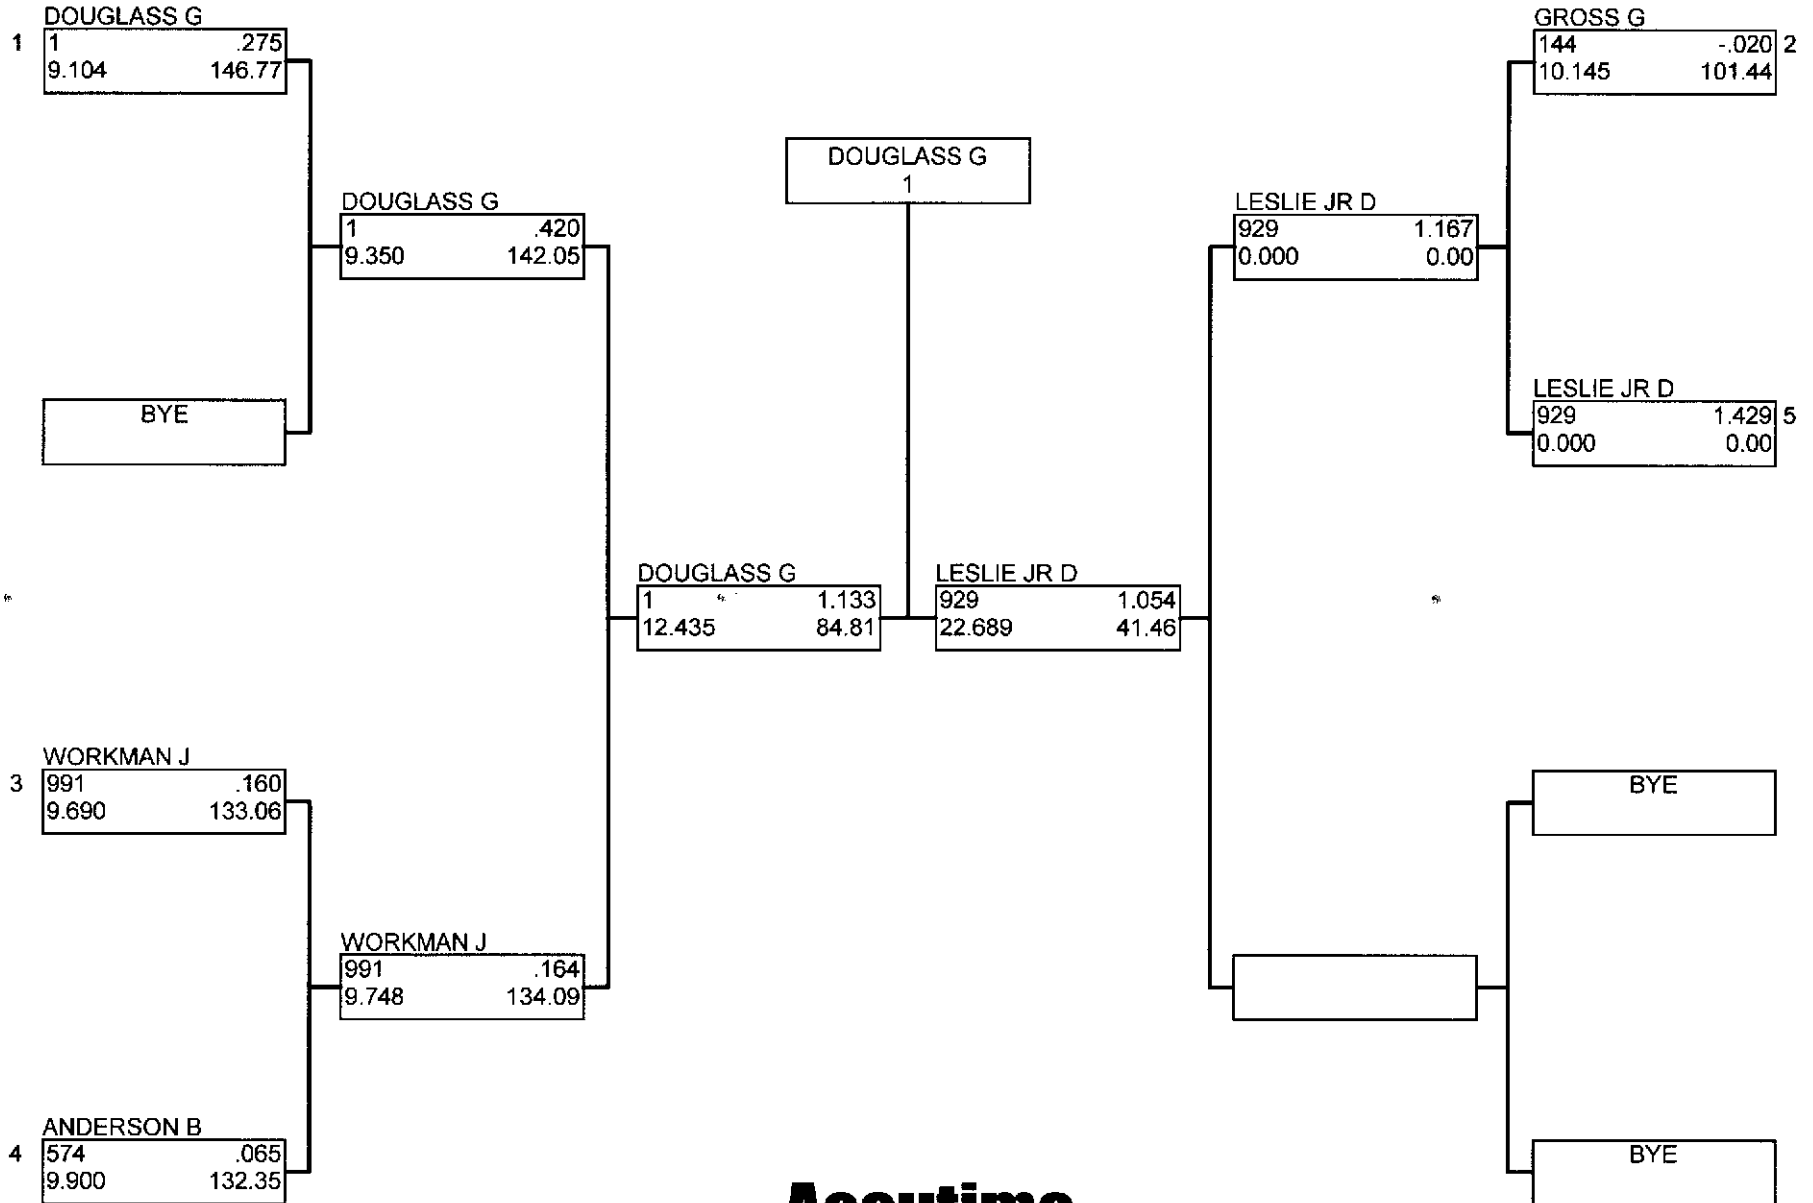 DOUGLASS G
1 1 .275
9.104 146.77
BYE
DOUGLASS G
1 .420
9.350 142.05
WORKMAN J
3 991 .160
9.690 133.06
WORKMAN J
991 .164
9.748 134.09
ANDERSON B
4 574 .065
9.900 132.35
DOUGLASS G
1 1.133
12.435 84.81
DOUGLASS G
1
LESLIE JR D
929 1.054
22.689 41.46
LESLIE JR D
929 1.167
0.000 0.00
GROSS G
144 -.020 2
10.145 101.44
LESLIE JR D
929 1.429 5
0.000 0.00
BYE
BYE
Accutime